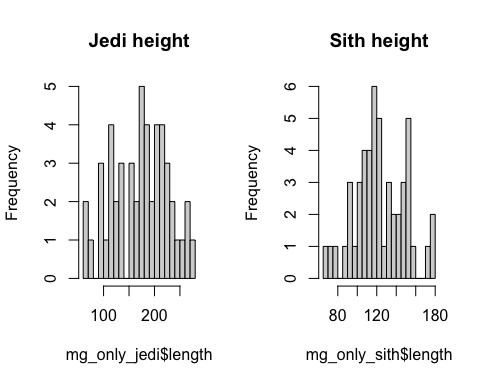 Jedi height
Frequency
0 1 2 3 4 5
100 200
mg_only_jedi$length
Sith height
Frequency
0 1 2 3 4 5 6
80 120 180
mg_only_sith$length